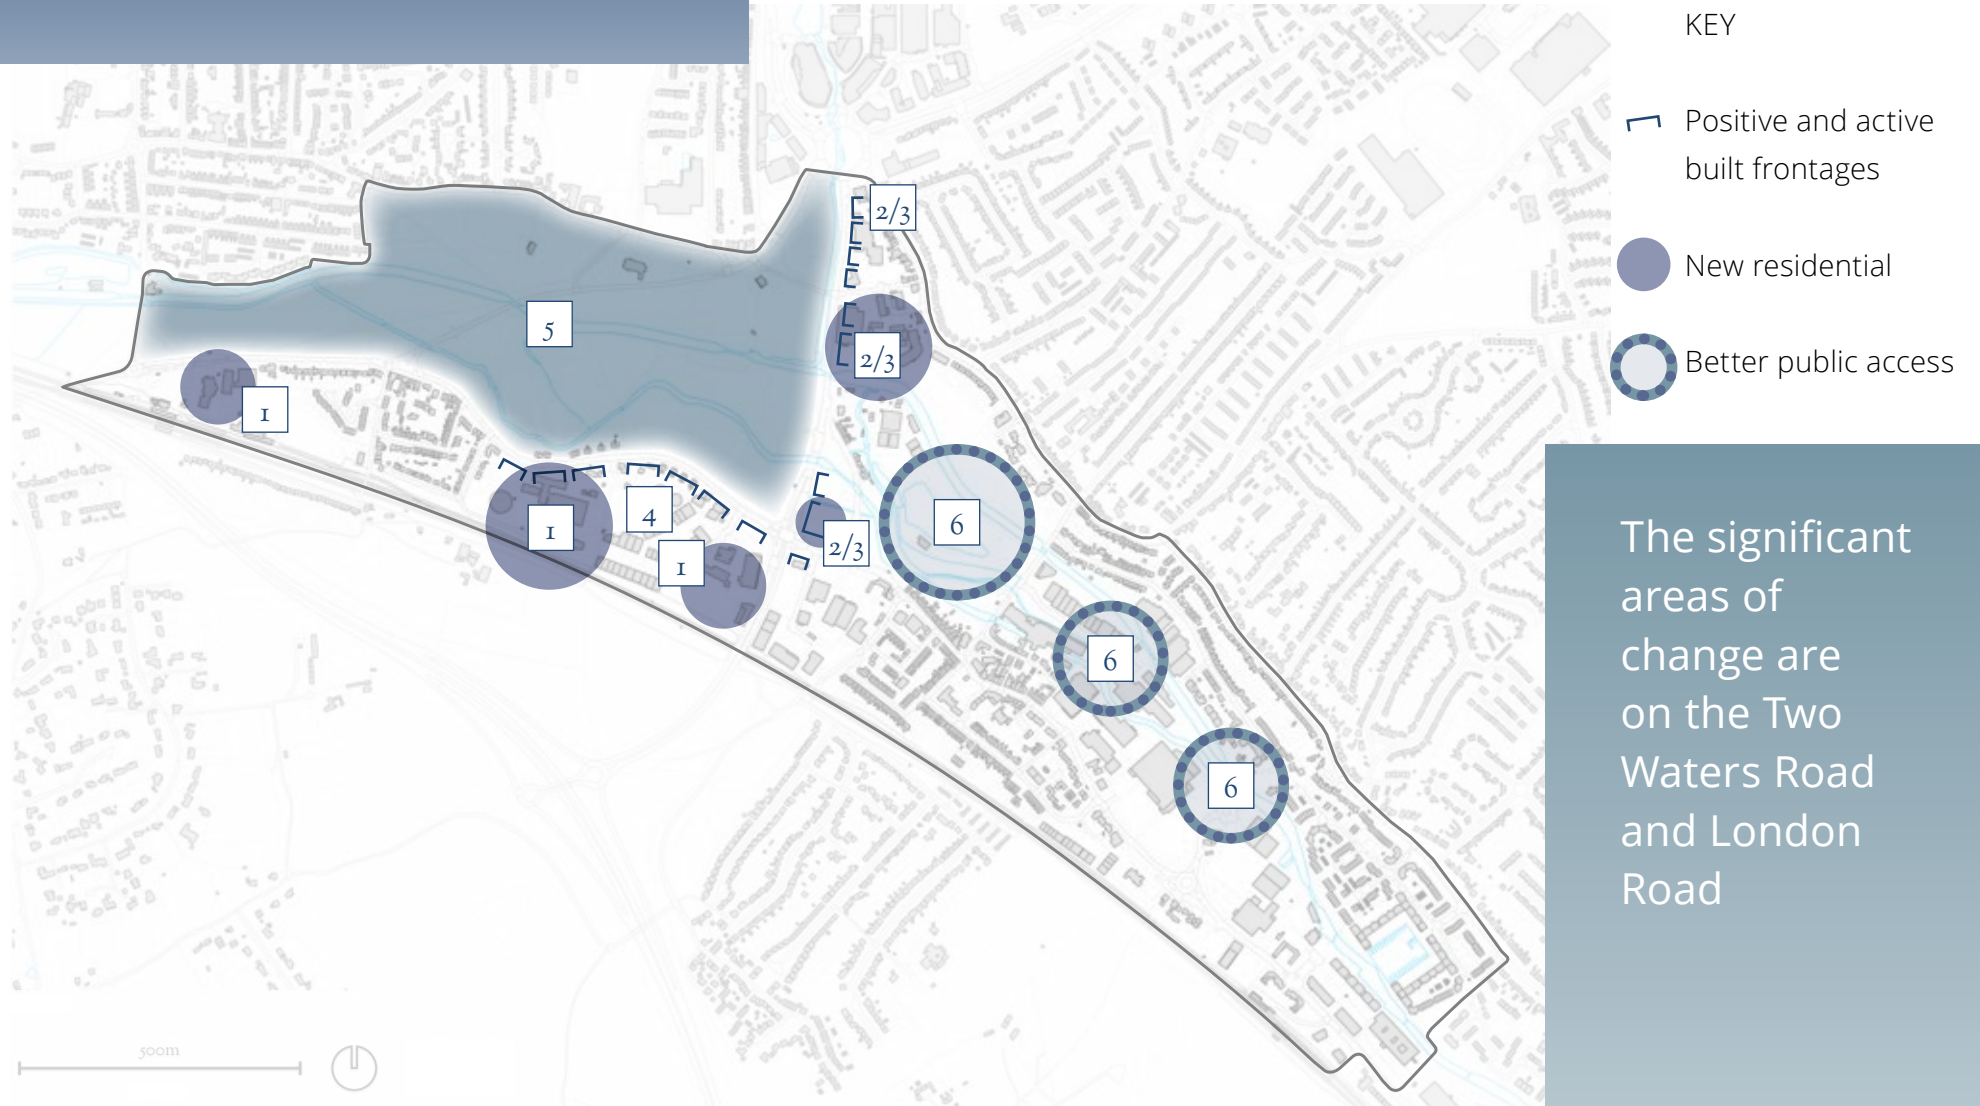 KEY
Positive and active
built frontages
New residential
Better public access
2/3
2/3
5
1
1
4
1
2/3
6
6
6
500m
The significant
areas of
change are
on the Two
Waters Road
and London
Road